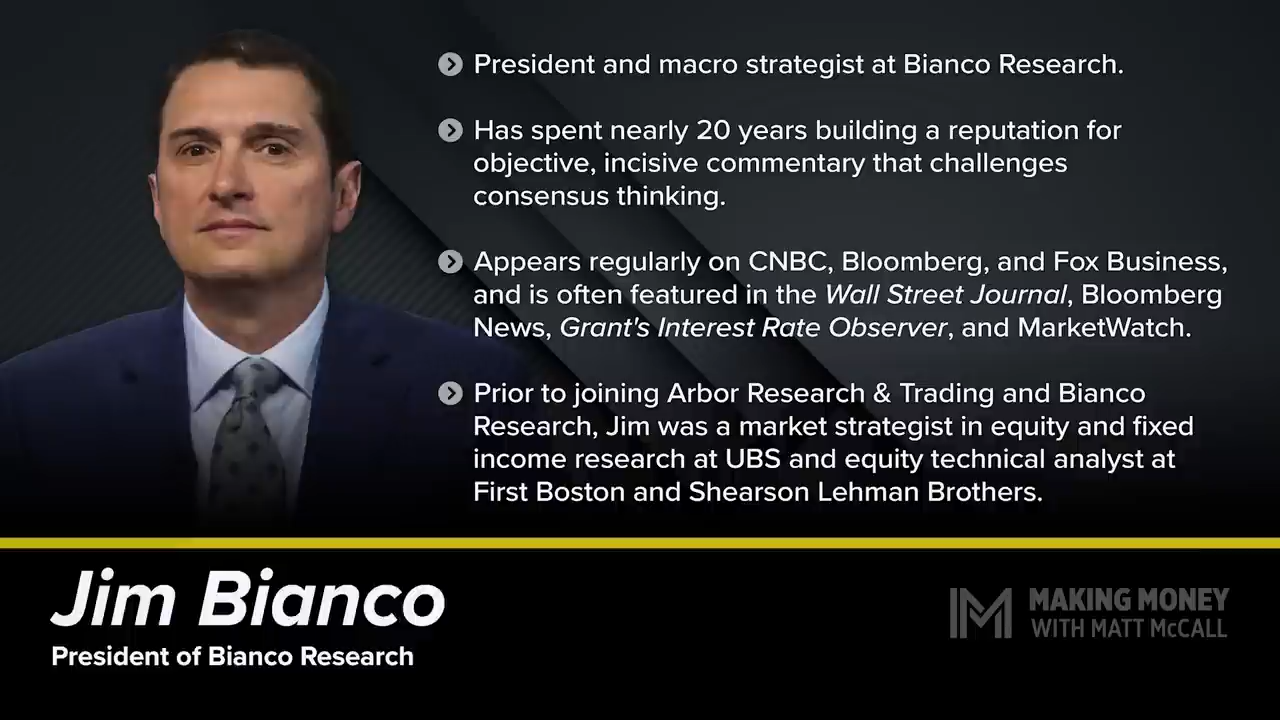 President and macro strategist at Bianco Research.
Has spent nearly 20 years building a reputation for
objective, incisive commentary that challenges
consensus thinking.
Appears regularly on CNBC, Bloomberg, and Fox Business,
and is often featured in the Wall Street Journal, Bloomberg
News, Grant's Interest Rate Observer, and MarketWatch.
Prior to joining Arbor Research & Trading and Bianco
Research, Jim was a market strategist in equity and fixed
income research at UBS and equity technical analyst at
First Boston and Shearson Lehman Brothers.
Jim Bianco
President of Bianco Research
MM MAKING MONEY
WITH MATT McCALL